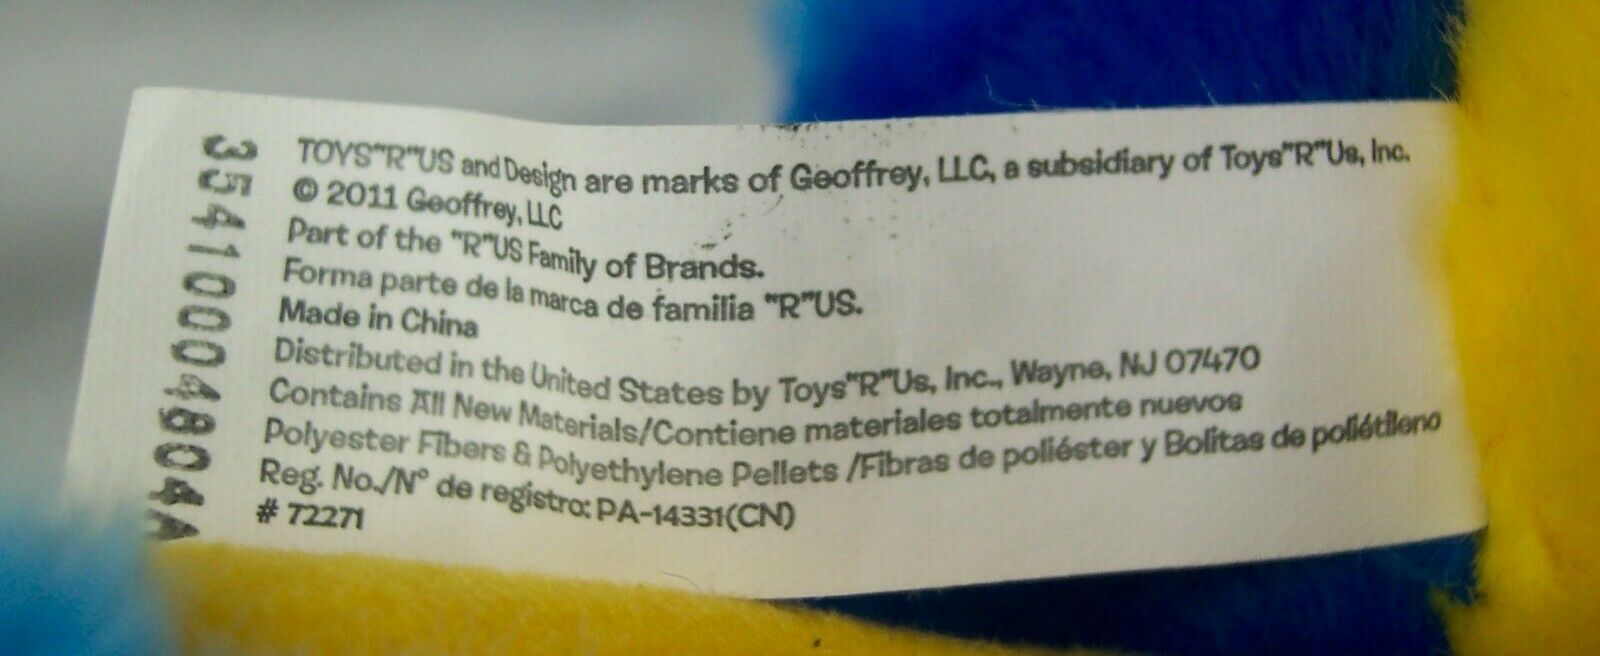 TOYS"R"US and Design are marks of Geoffrey, LLC, a subsidiary of Toys"R"Us, Inc.
© 2011 Geoffrey, LLC
Part of the "R"US Family of Brands.
Forma parte de la marca de familia "R"US.
Made in China
Distributed in the United States by Toys"R"Us, Inc., Wayne, NJ 07470
Contains All New Materials/Contiene materiales totalmente nuevos
Polyester Fibers & Polyethylene Pellets /Fibras de poliéster y Bolitas de poliétileno
Reg. No./N° de registro: PA-14331(CN)
# 72271